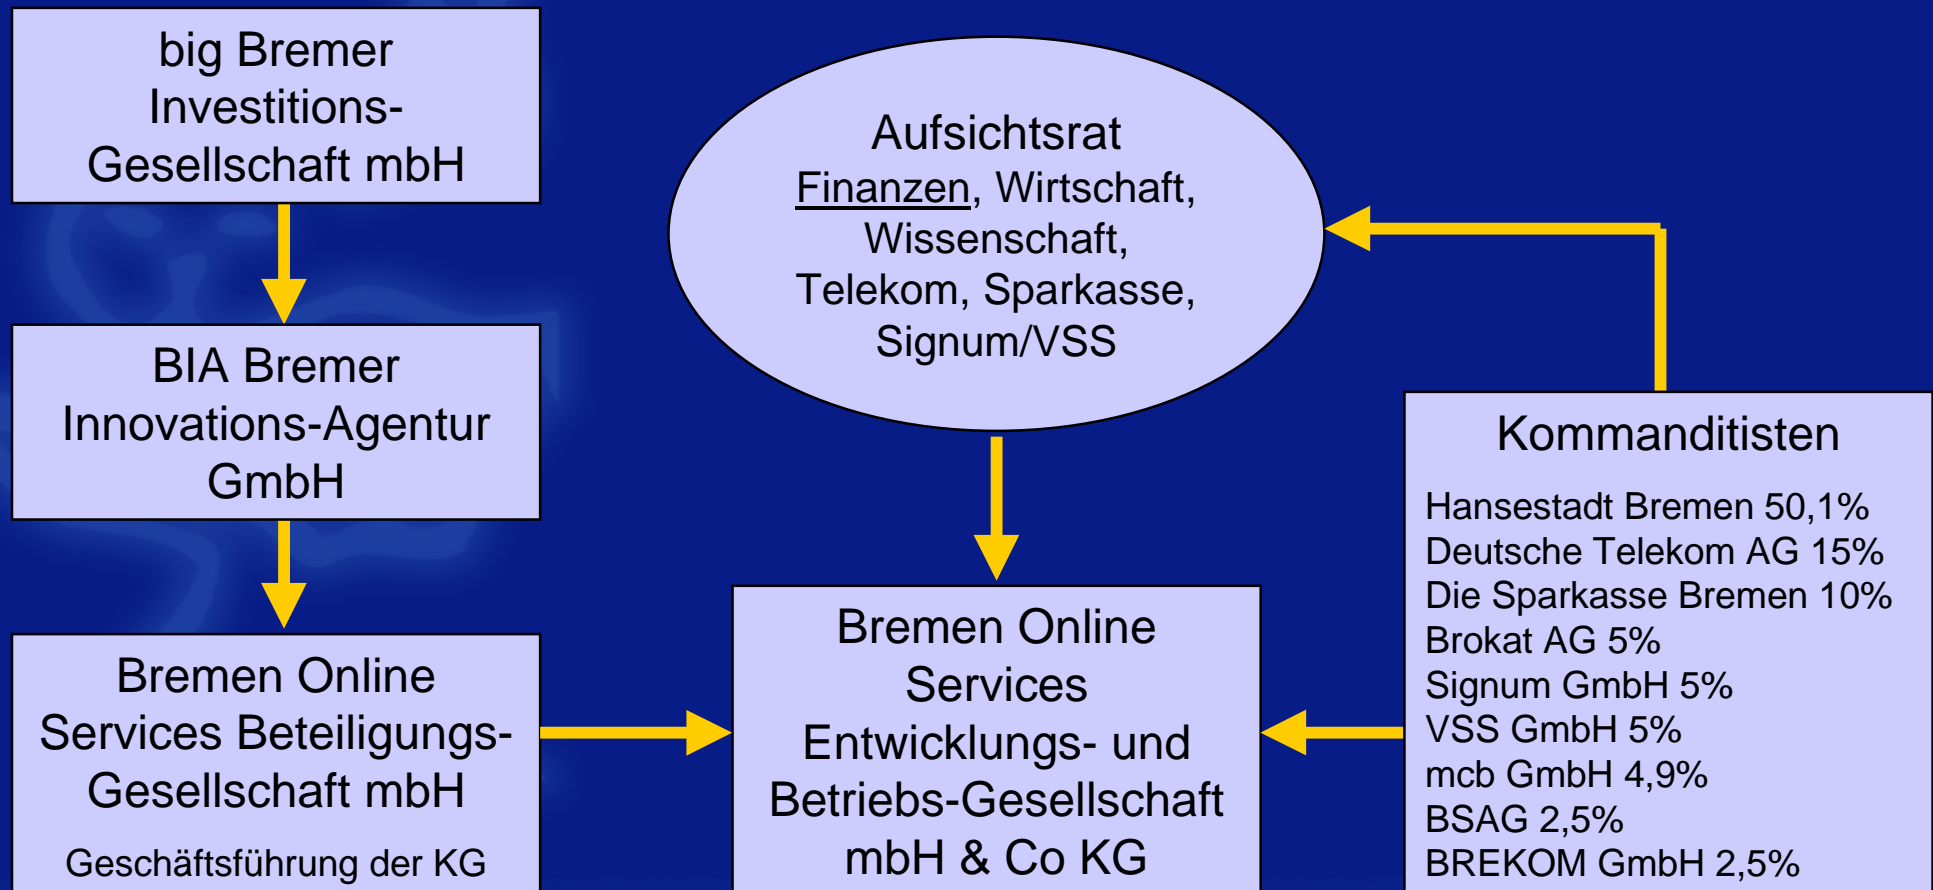 big Bremer
Investitions-
Gesellschaft mbH
BIA Bremer
Innovations-Agentur
GmbH
Bremen Online
Services Beteiligungs-
Gesellschaft mbH
Geschäftsführung der KG
Aufsichtsrat
Finanzen, Wirtschaft,
Wissenschaft,
Telekom, Sparkasse,
Signum/VSS
Bremen Online
Services
Entwicklungs- und
Betriebs-Gesellschaft
mbH & Co KG
Kommanditisten
Hansestadt Bremen 50,1%
Deutsche Telekom AG 15%
Die Sparkasse Bremen 10%
Brokat AG 5%
Signum GmbH 5%
VSS GmbH 5%
mcb GmbH 4,9%
BSAG 2,5%
BREKOM GmbH 2,5%